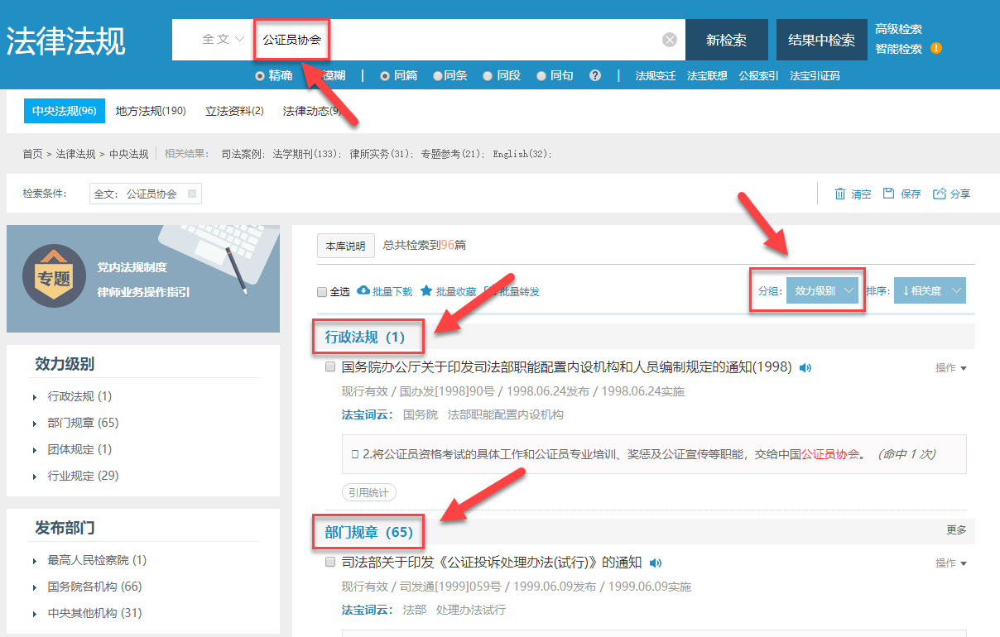 法律法规
全文
公证员协会
新检索
结果中检索
高级检索
智能检索
精确 模糊 | 同篇 同条 同段 同句 ? | 法规变迁 法宝联想 公报索引 法宝引证码
中央法规(96) 地方法规(190) 立法资料(2) 法律动态(9
首页 > 法律法规 > 中央法规 相关结果： 司法案例； 法学期刊(133)； 律所实务(31)； 专题参考(21)； English(32)；
检索条件： 全文： 公证员协会
清空 保存 分享
专题
党内法规制度
律师业务操作指引
效力级别
行政法规 (1)
部门规章 (65)
团体规定 (1)
行业规定 (29)
发布部门
最高人民检察院 (1)
国务院各机构 (66)
中央其他机构 (31)
本库说明 总共检索到96篇
全选 批量下载 批量收藏 批量转发
分组： 效力级别 排序： ↓相关度
行政法规（1）
国务院办公厅关于印发司法部职能配置内设机构和人员编制规定的通知(1998)
操作
现行有效 / 国办发[1998]90号 / 1998.06.24发布 / 1998.06.24实施
法宝词云： 国务院 法部职能配置内设机构
2.将公证员资格考试的具体工作和公证员专业培训、奖惩及公证宣传等职能，交给中国公证员协会。 （命中 1 次）
引用统计
部门规章（65）
更多
司法部关于印发《公证投诉处理办法(试行)》的通知
操作
现行有效 / 司发通[1999]059号 / 1999.06.09发布 / 1999.06.09实施
法宝词云： 法部 处理办法试行